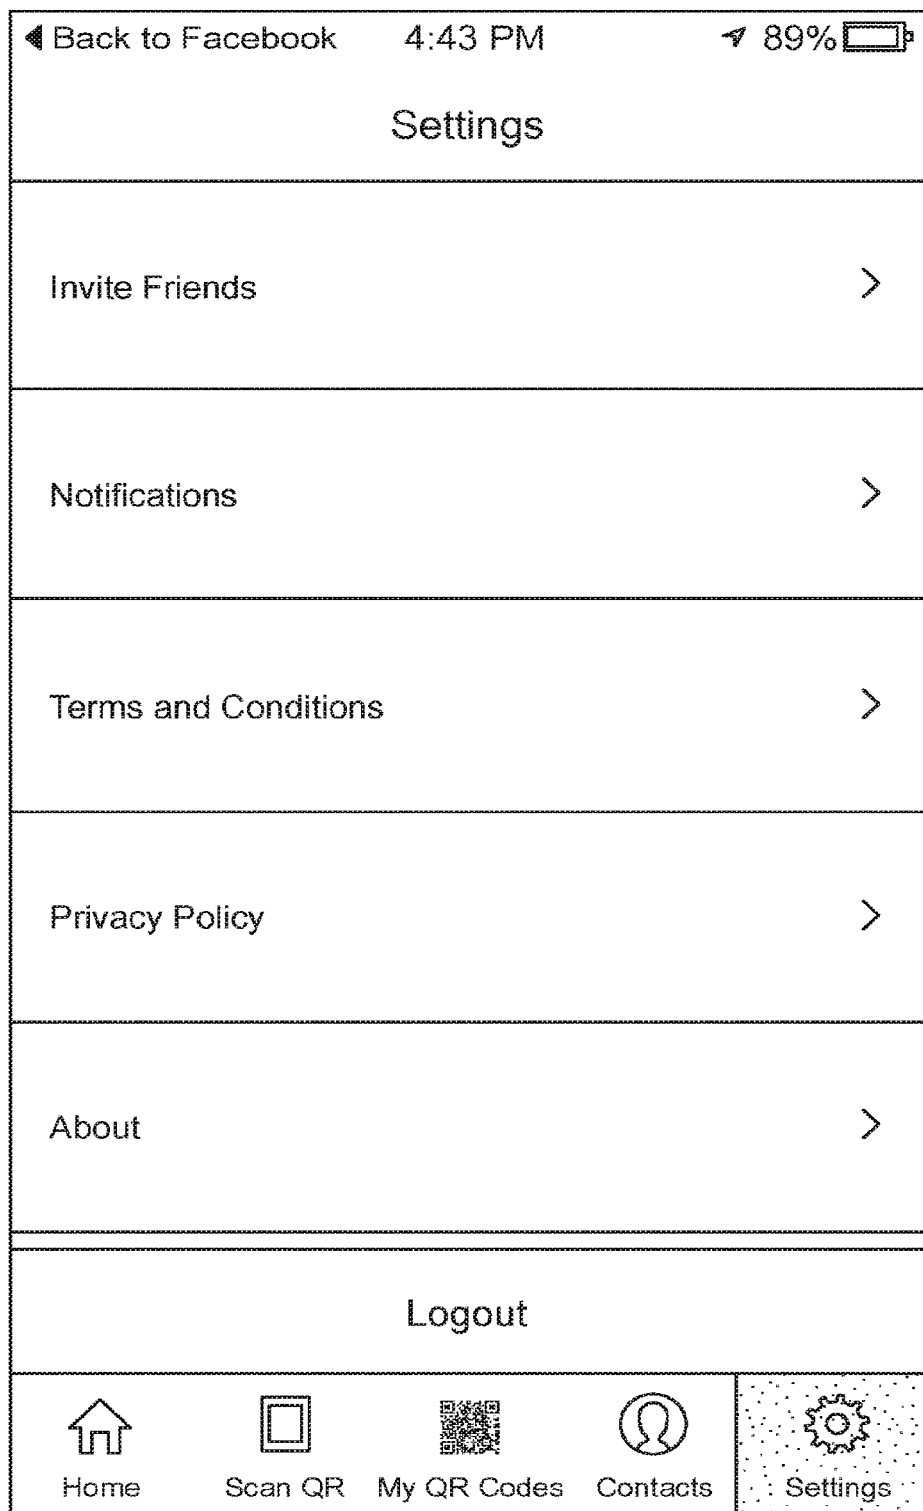 Back to Facebook 4:43 PM 89%
Settings
Invite Friends
Notifications
Terms and Conditions
Privacy Policy
About
Logout
Home Scan QR My QR Codes Contacts Settings